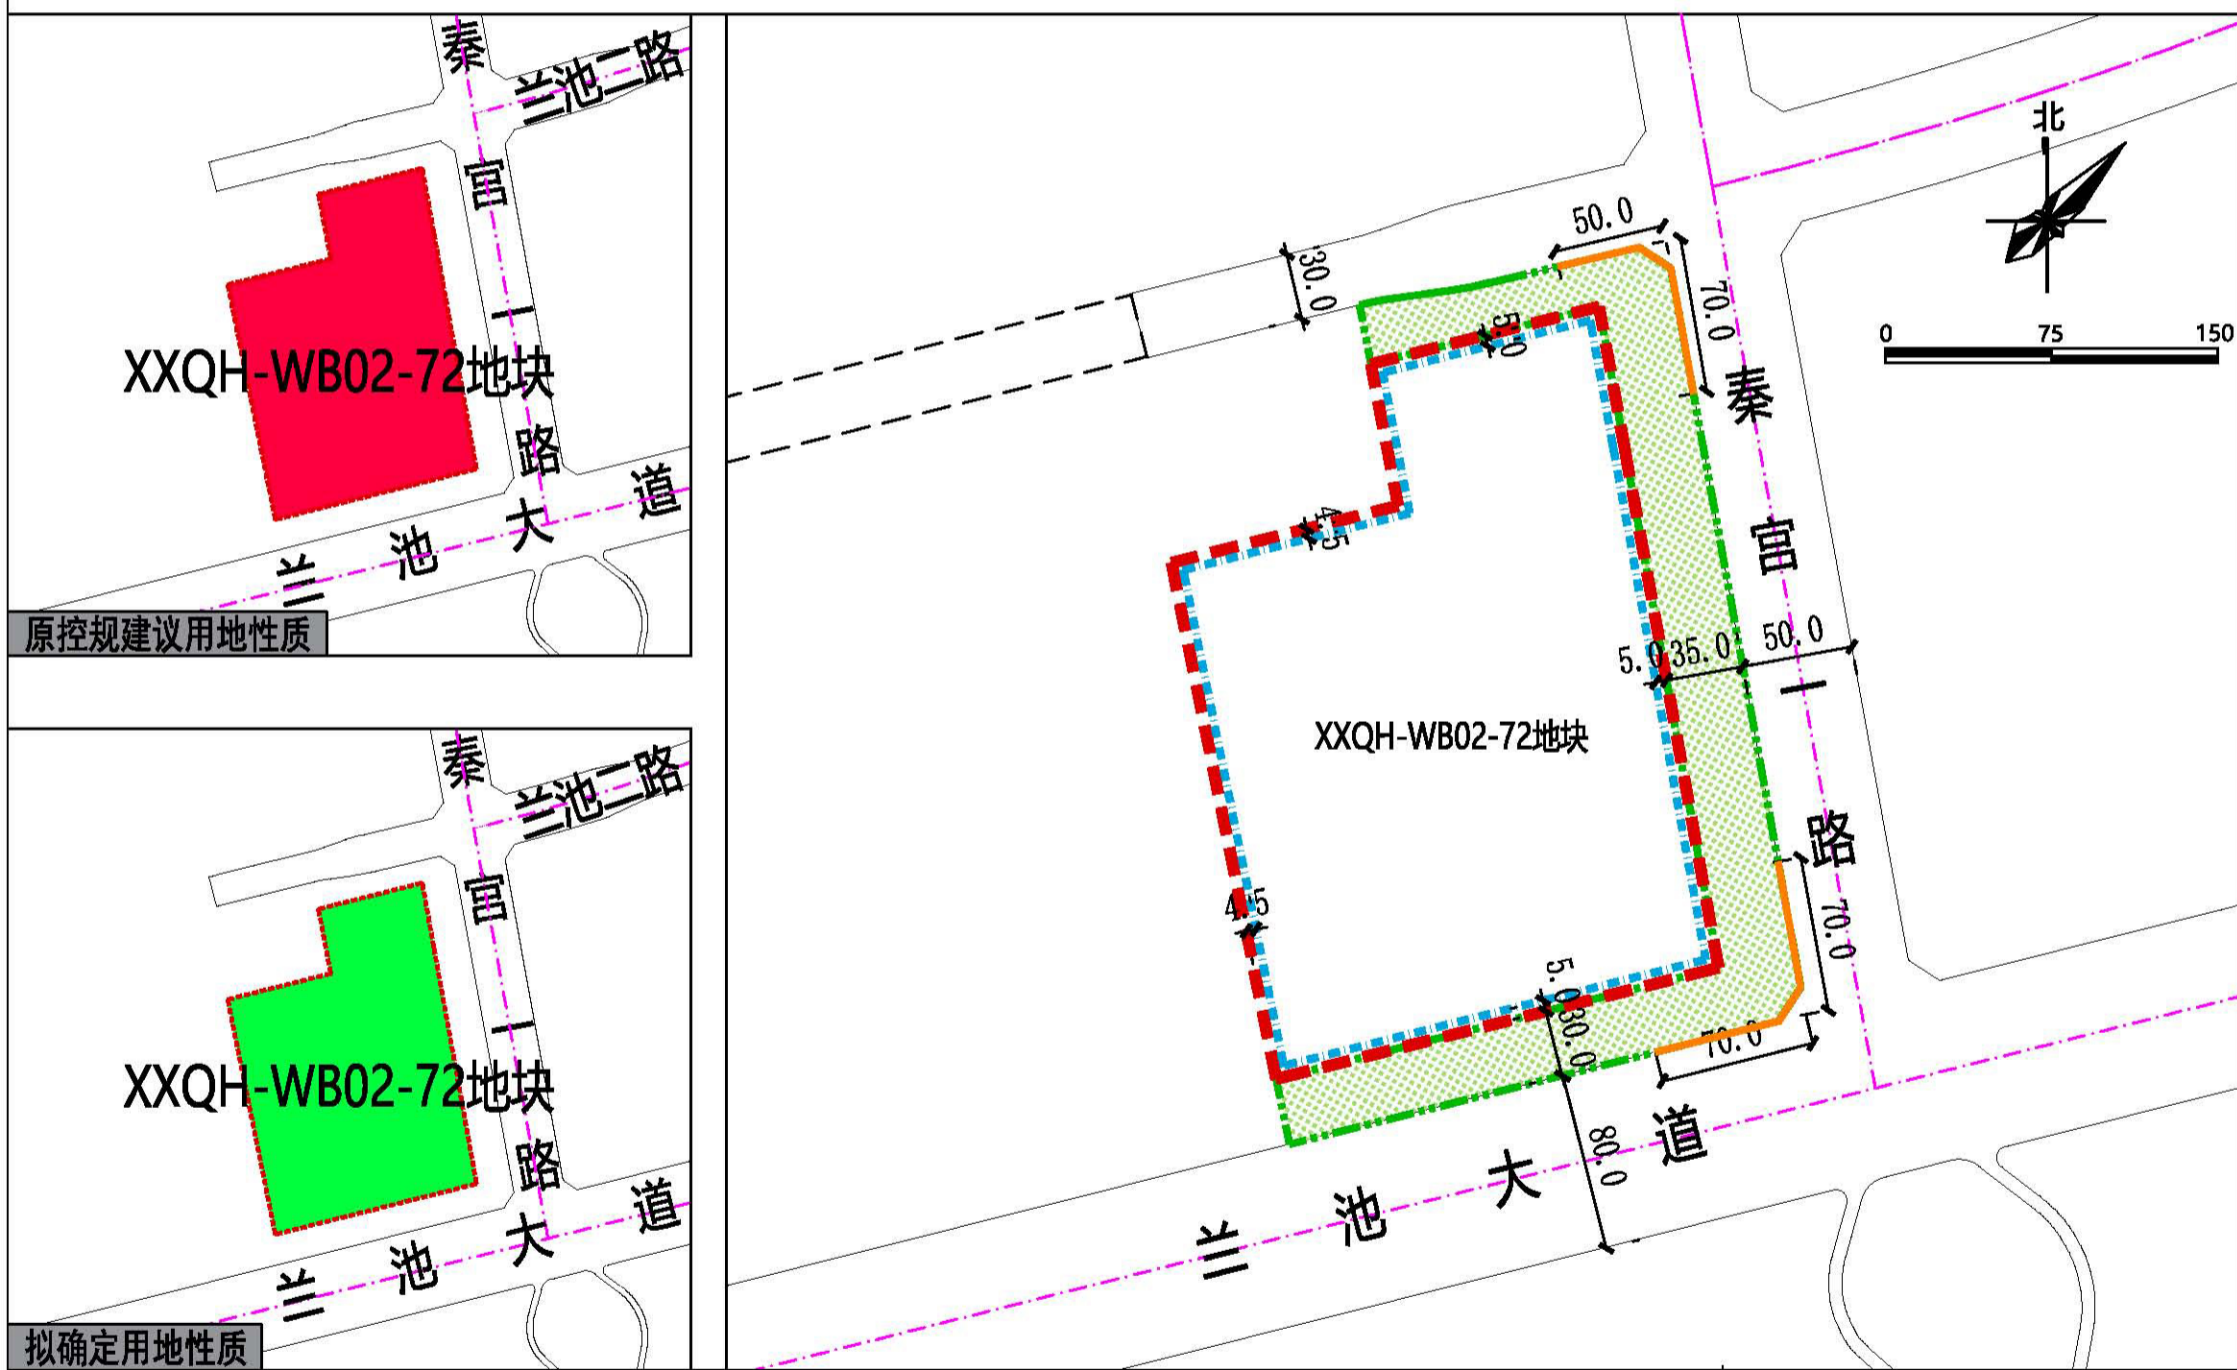 秦宫一路
兰池二路
XXQH-WB02-72地块
兰池大道
原控规建议用地性质
秦宫一路
兰池二路
XXQH-WB02-72地块
兰池大道
拟确定用地性质
北
0 75 150
50.0
30.0
70.0
5.0
4.5
秦宫一路
5.0 35.0 50.0
XXQH-WB02-72地块
4.5
70.0
5.0
30.0
70.0
80.0
兰池大道